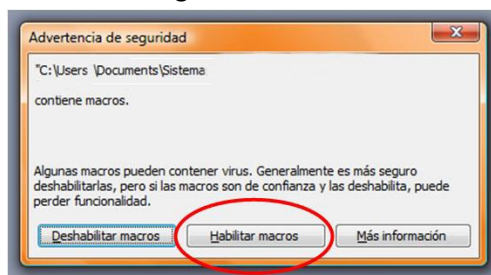 Advertencia de seguridad
"C:\Users \Documents\Sistema
contiene macros.
Algunas macros pueden contener virus. Generalmente es más seguro
deshabilitarlas, pero si las macros son de confianza y las deshabilita, puede
perder funcionalidad.
Deshabilitar macros Habilitar macros Más información